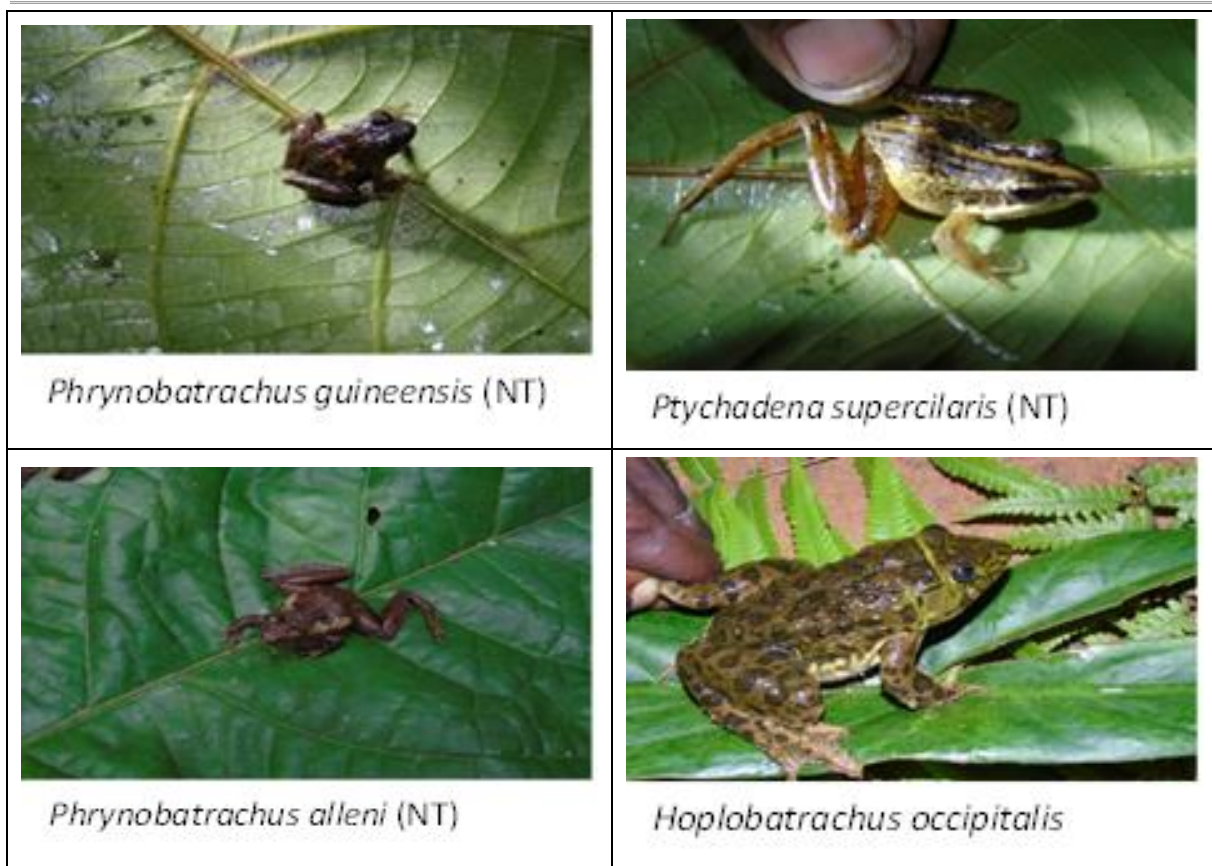 Phrynobatrachus guineensis (NT)
Ptychadena supercilaris (NT)
Phrynobatrachus alleni (NT)
Hoplobatrachus occipitalis